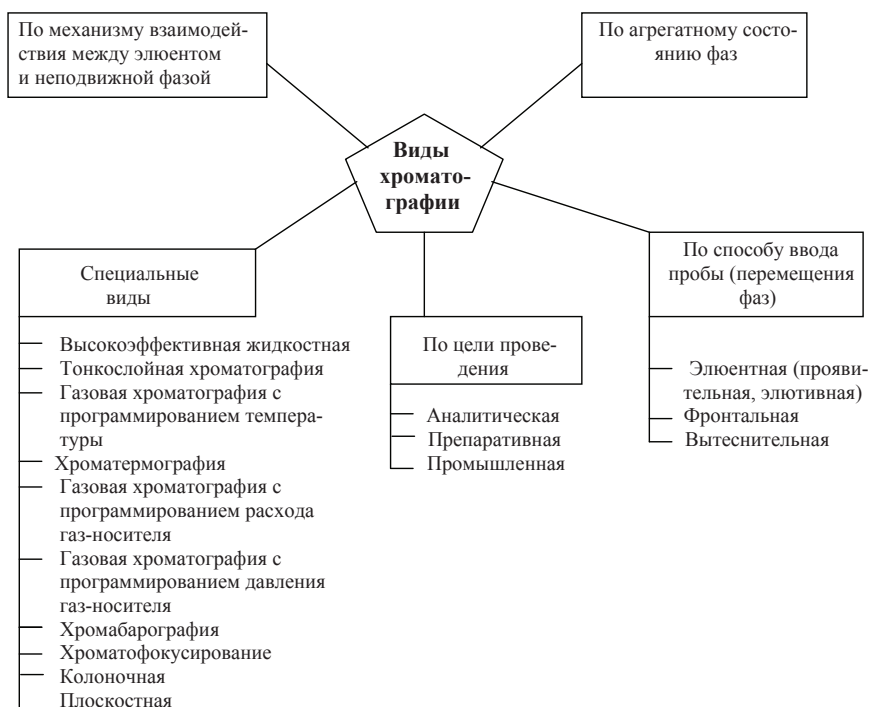 По механизму взаимодей-
ствия между элюентом
и неподвижной фазой
По агрегатному состо-
янию фаз
Виды
хромато-
графии
Специальные
виды
Высокоэффективная жидкостная
Тонкослойная хроматография
Газовая хроматография с
программированием темпера-
туры
Хроматермография
Газовая хроматография с
программированием расхода
газ-носителя
Газовая хроматография с
программированием давления
газ-носителя
Хромабарография
Хроматофокусирование
Колоночная
Плоскостная
По цели прове-
дения
Аналитическая
Препаративная
Промышленная
По способу ввода
пробы (перемещения
фаз)
Элюентная (прояви-
тельная, элютивная)
Фронтальная
Вытеснительная